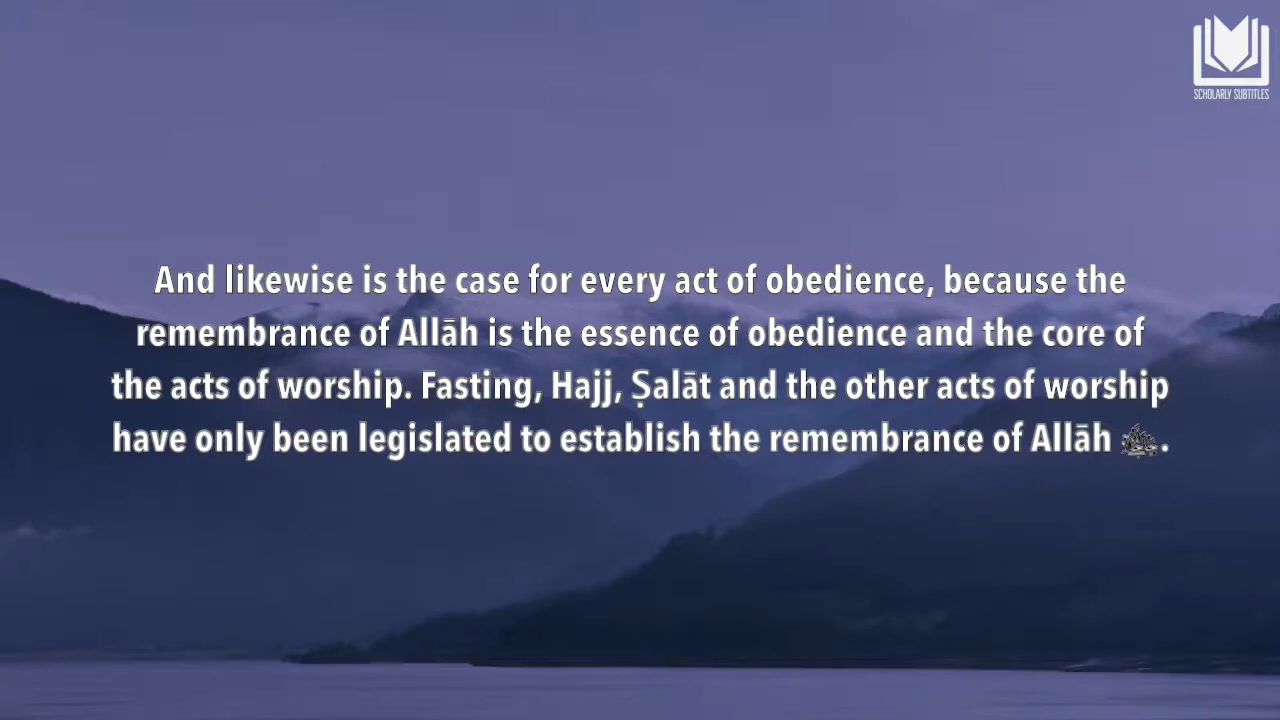 SCHOLARLY SUBTITLES
And likewise is the case for every act of obedience, because the
remembrance of Allāh is the essence of obedience and the core of
the acts of worship. Fasting, Hajj, Ṣalāt and the other acts of worship
have only been legislated to establish the remembrance of Allāh .